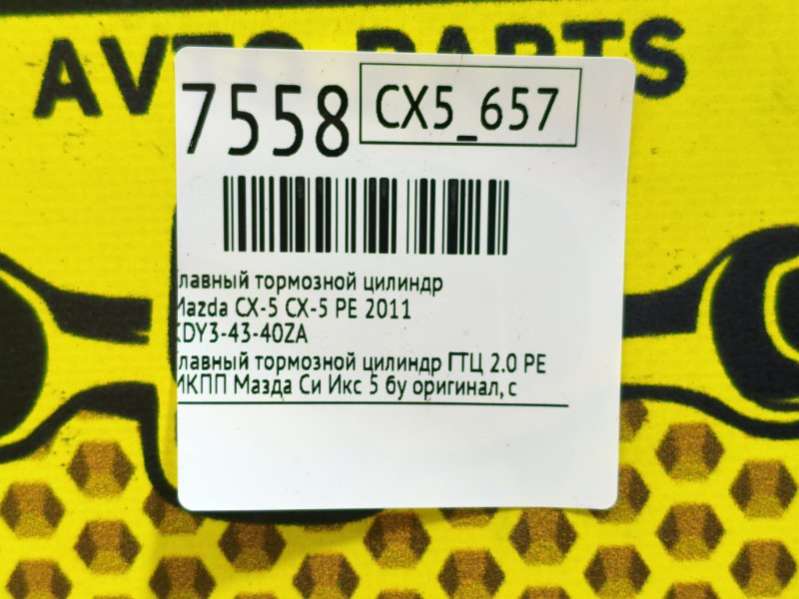 AVTO PARTS
7558
CX5_657
лавный тормозной цилиндр
Mazda CX-5 CX-5 PE 2011
KDY3-43-40ZA
лавный тормозной цилиндр ГТЦ 2.0 PE
МКПП Мазда Си Икс 5 бу оригинал, с